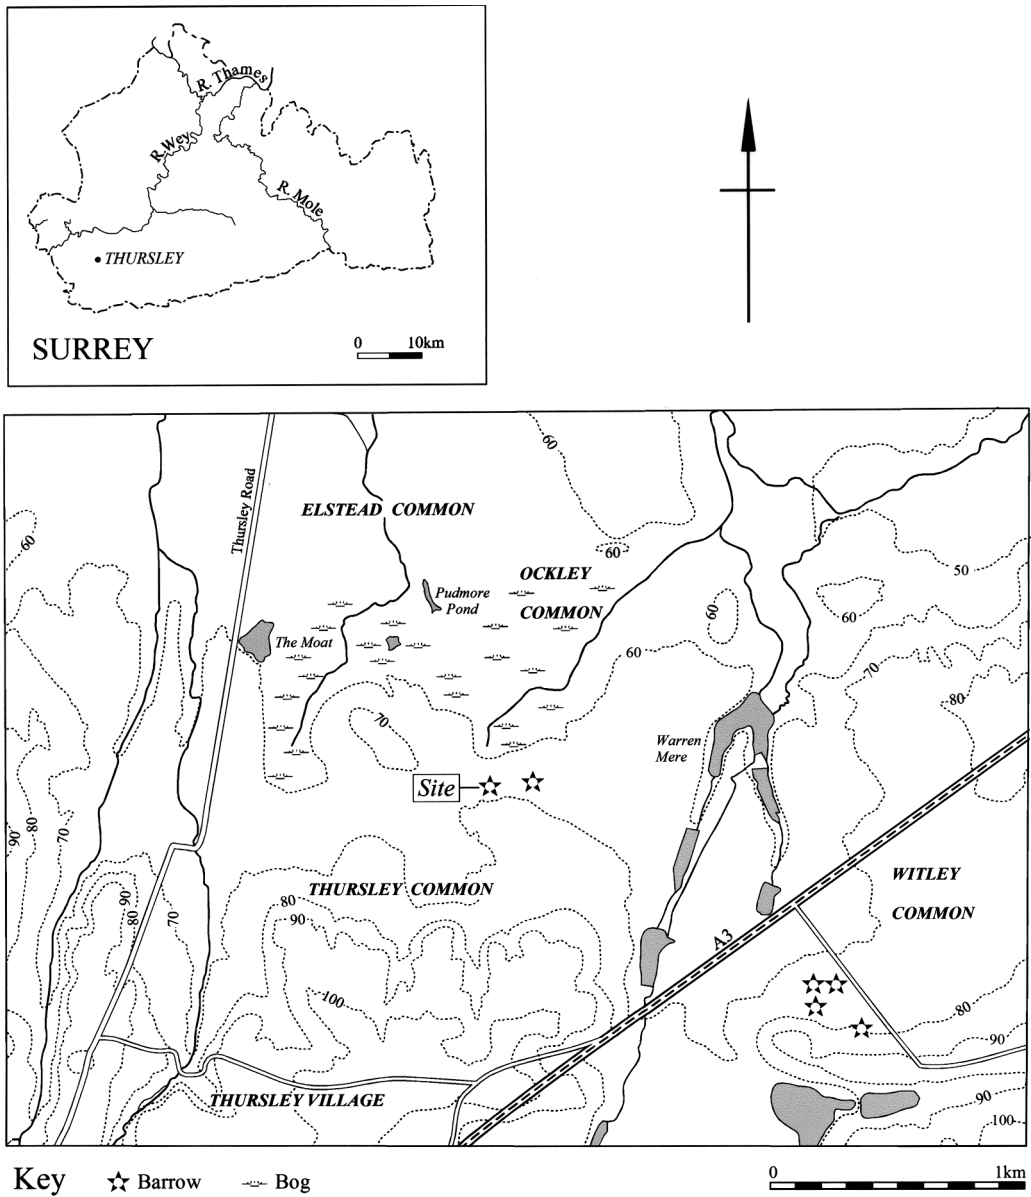 R. Thames
R. Wey
R. Mole
THURSLEY
SURREY
0 10km
60
Thursley Road
ELSTEAD COMMON
60
60
50
OCKLEY
COMMON
Pudmore
Pond
60
60
The Moat
60
70
80
70
Warren
Mere
Site
90
80
70
THURSLEY COMMON
WITLEY
COMMON
90
80
70
80
90
A3
100
80
90
THURSLEY VILLAGE
90
100
Key
Barrow
Bog
0 1km